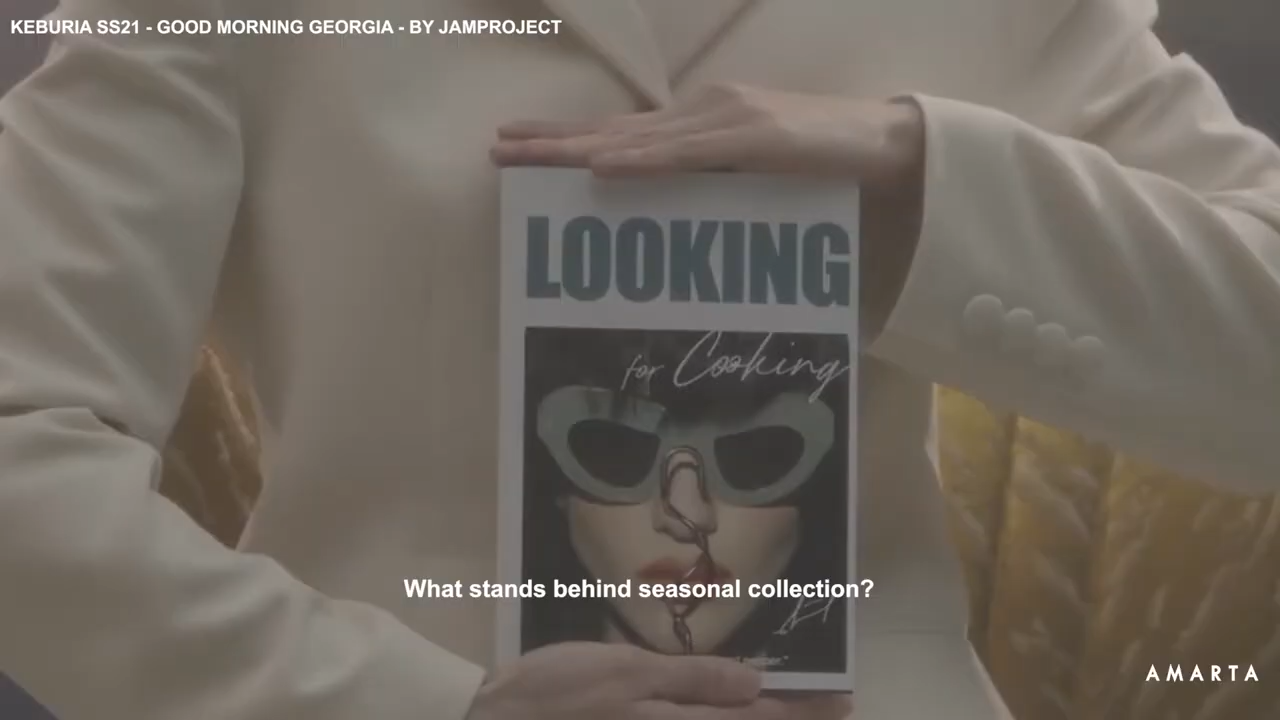 KEBURIA SS21 - GOOD MORNING GEORGIA - BY JAMPROJECT
LOOKING
for Cooking
What stands behind seasonal collection?
AMARTA